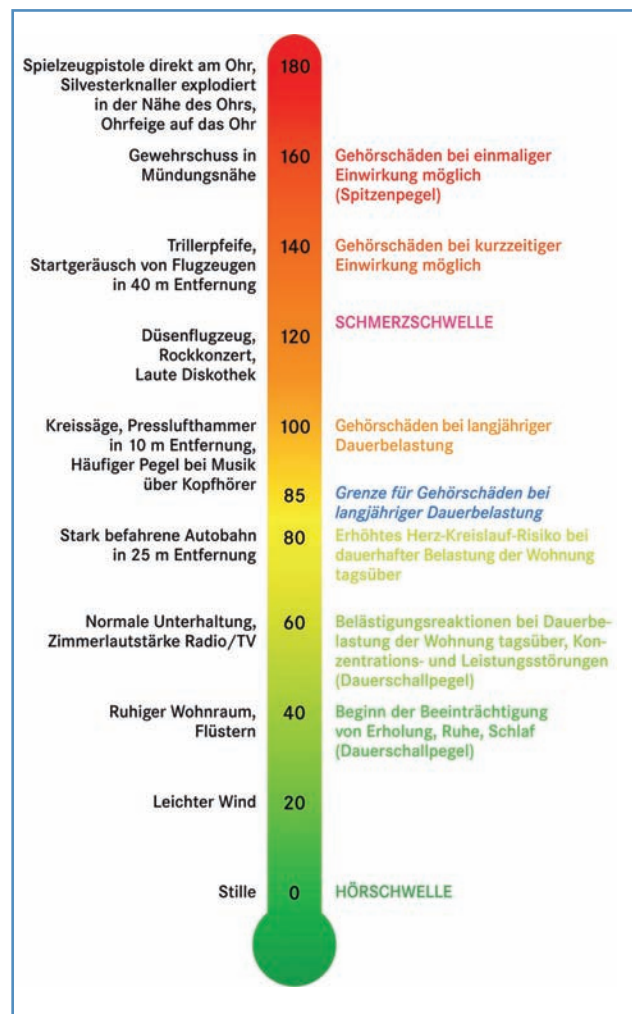 Spielzeugpistole direkt am Ohr,
Silvesterknaller explodiert
in der Nähe des Ohrs,
Ohrfeige auf das Ohr
180
Gewehrschuss in
Mündungsnähe
160
Gehörschäden bei einmaliger
Einwirkung möglich
(Spitzenpegel)
Trillerpfeife,
Startgeräusch von Flugzeugen
in 40 m Entfernung
140
Gehörschäden bei kurzzeitiger
Einwirkung möglich
SCHMERZSCHWELLE
Düsenflugzeug,
Rockkonzert,
Laute Diskothek
120
Kreissäge, Presslufthammer
in 10 m Entfernung,
Häufiger Pegel bei Musik
über Kopfhörer
100
Gehörschäden bei langjähriger
Dauerbelastung
85
Grenze für Gehörschäden bei
langjähriger Dauerbelastung
Stark befahrene Autobahn
in 25 m Entfernung
80
Erhöhtes Herz-Kreislauf-Risiko bei
dauerhafter Belastung der Wohnung
tagsüber
Normale Unterhaltung,
Zimmerlautstärke Radio/TV
60
Belästigungsreaktionen bei Dauerbe-
lastung der Wohnung tagsüber, Kon-
zentrations- und Leistungsstörungen
(Dauerschallpegel)
Ruhiger Wohnraum,
Flüstern
40
Beginn der Beeinträchtigung
von Erholung, Ruhe, Schlaf
(Dauerschallpegel)
Leichter Wind
20
Stille
0
HÖRSCHWELLE